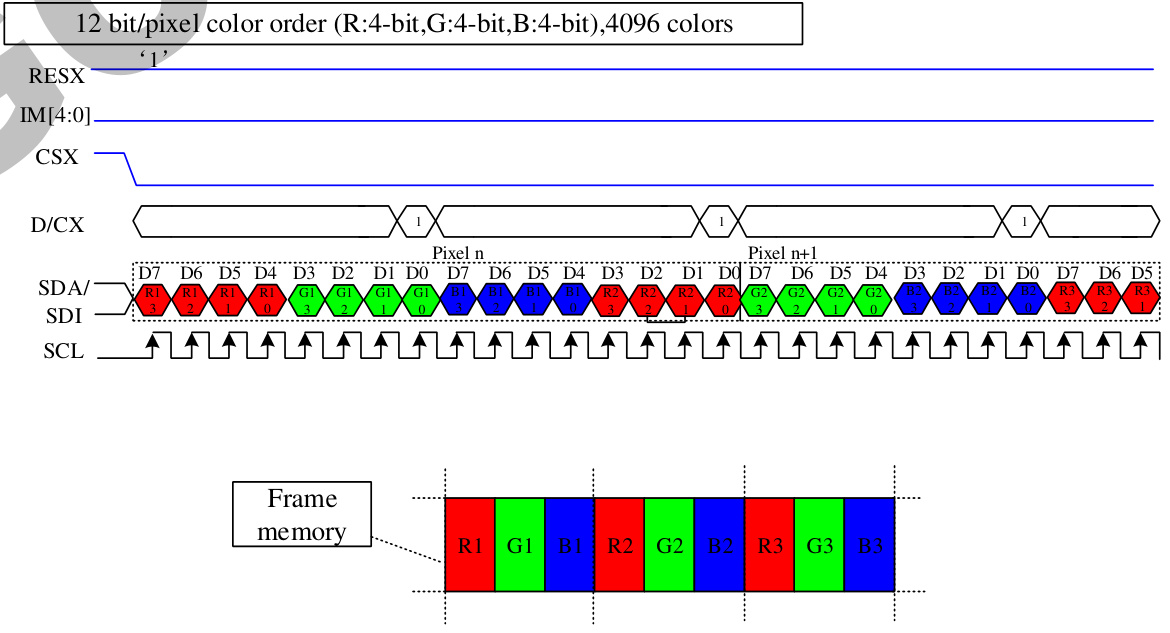 12 bit/pixel color order (R:4-bit,G:4-bit,B:4-bit),4096 colors
‘1’
RESX
IM[4:0]
CSX
D/CX
1 1 1
Pixel n Pixel n+1
D7 D6 D5 D4 D3 D2 D1 D0 D7 D6 D5 D4 D3 D2 D1 D0 D7 D6 D5 D4 D3 D2 D1 D0 D7 D6 D5
SDA/
R1 R1 R1 R1 G1 G1 G1 G1 B1 B1 B1 B1 R2 R2 R2 R2 G2 G2 G2 G2 B2 B2 B2 B2 R3 R3 R3
3 2 1 0 3 2 1 0 3 2 1 0 3 2 1 0 3 2 1 0 3 2 1 0 3 2 1
SDI
SCL
Frame
memory
R1 G1 B1 R2 G2 B2 R3 G3 B3